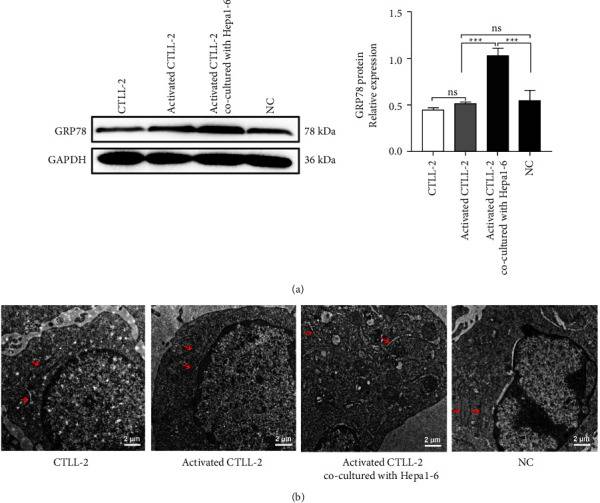 CTLL-2
Activated CTLL-2
Activated CTLL-2
co-cultured with Hepa1-6
NC
GRP78
78 kDa
GAPDH
36 kDa
GRP78 protein
Relative expression
1.5
1.0
0.5
0.0
ns
***
***
ns
CTLL-2
Activated CTLL-2
Activated CTLL-2
co-cultured with Hepa1-6
NC
(a)
2 μm
2 μm
2 μm
2 μm
CTLL-2
Activated CTLL-2
Activated CTLL-2
co-cultured with Hepa1-6
NC
(b)